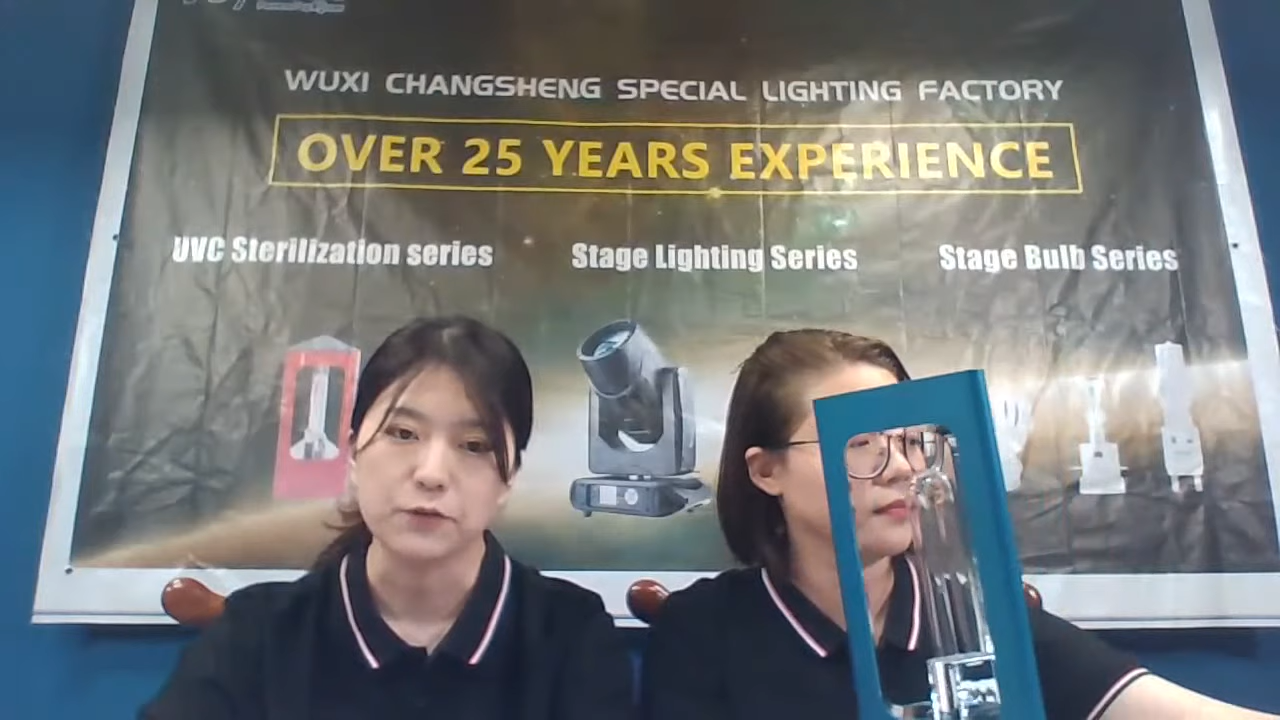 WUXI CHANGSHENG SPECIAL LIGHTING FACTORY
OVER 25 YEARS EXPERIENCE
UVC Sterilization series
Stage Lighting Series
Stage Bulb Series